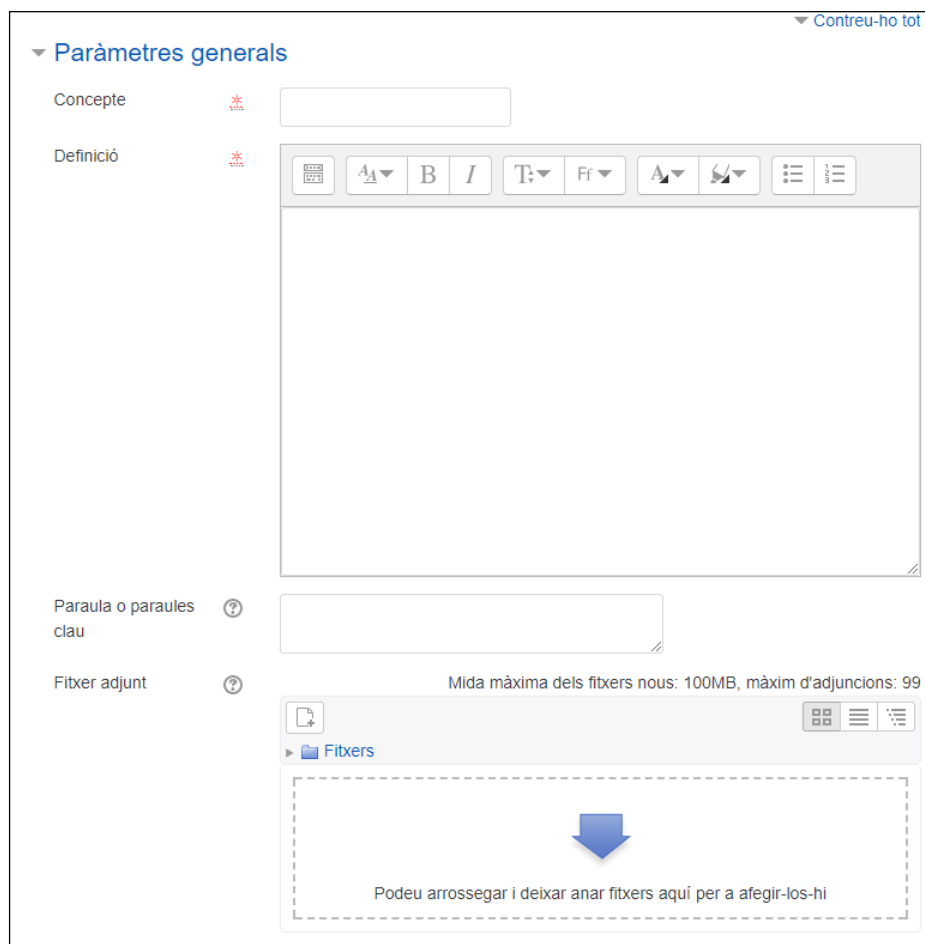 Contreu-ho tot
Paràmetres generals
Concepte
Definició
B I Ff A
Paraula o paraules
clau
Fitxer adjunt
Mida màxima dels fitxers nous: 100MB, màxim d'adjuncions: 99
Fitxers
Podeu arrossegar i deixar anar fitxers aquí per a afegir-los-hi